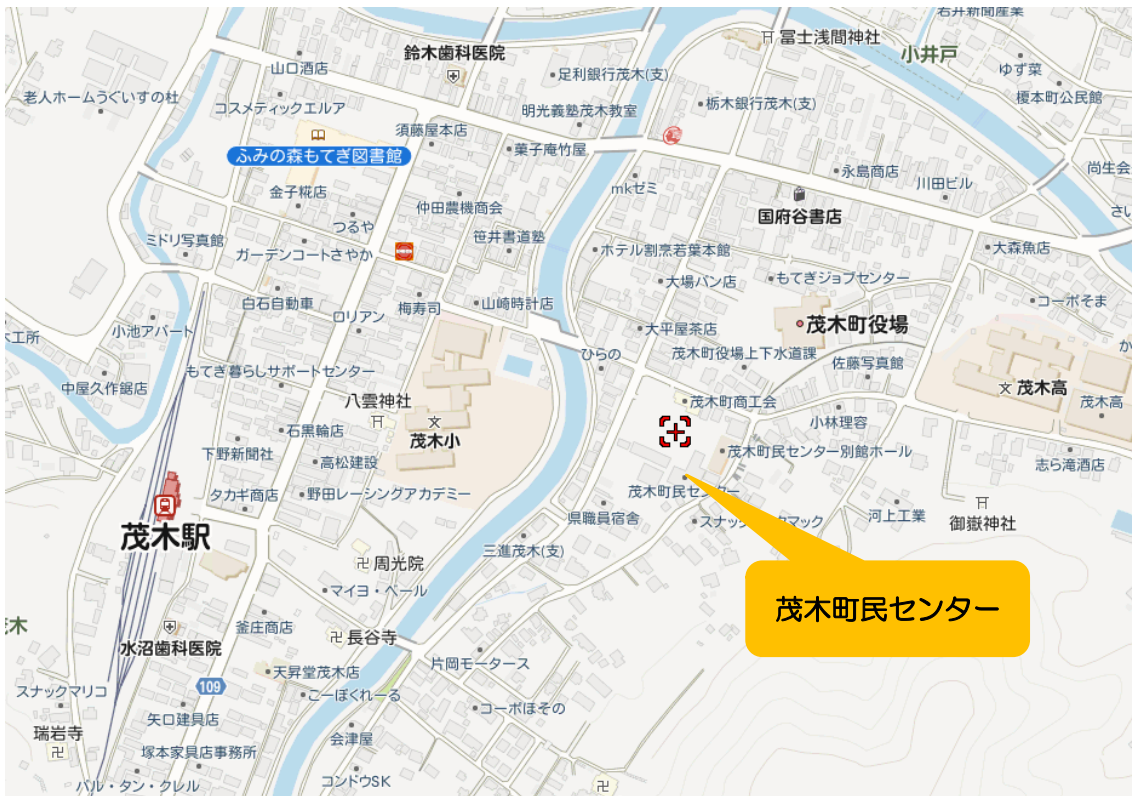 岩井新聞産業
冨士浅間神社
小井戸
鈴木歯科医院
山口酒店
足利銀行茂木(支)
ゆず菜
老人ホームうぐいすの杜
コスメティックエルア
明光義塾茂木教室
栃木銀行茂木(支)
榎本町公民館
須藤屋本店
ふみの森もてぎ図書館
菓子庵竹屋
永島商店
川田ビル
尚生会
金子糀店
mkゼミ
つるや
仲田農機商会
国府谷書店
さい
ミドリ写真館
ガーデンコートさやか
笹井書道塾
ホテル割烹若葉本館
大森魚店
大場パン店
もてぎジョブセンター
白石自動車
ロリアン
梅寿司
山崎時計店
コーポそま
小池アパート
大平屋茶店
茂木町役場
木工所
ひらの
茂木町役場上下水道課
佐藤写真館
か
もてぎ暮らしサポートセンター
中屋久作鋸店
八雲神社
茂木町商工会
茂木高
茂木高
石黒輪店
茂木小
小林理容
下野新聞社
高松建設
茂木町民センター別館ホール
志ら滝酒店
タカギ商店
野田レーシングアカデミー
茂木町民センター
県職員宿舎
スナック
マック
河上工業
御嶽神社
茂木駅
三進茂木(支)
周光院
マイヨ・ベール
茂木町民センター
茂木
釜庄商店
長谷寺
水沼歯科医院
片岡モータース
天昇堂茂木店
109
スナックマリコ
こーぽくれーる
コーポほその
矢口建具店
瑞岩寺
会津屋
塚本家具店事務所
バル・タン・クレル
コンドウSK